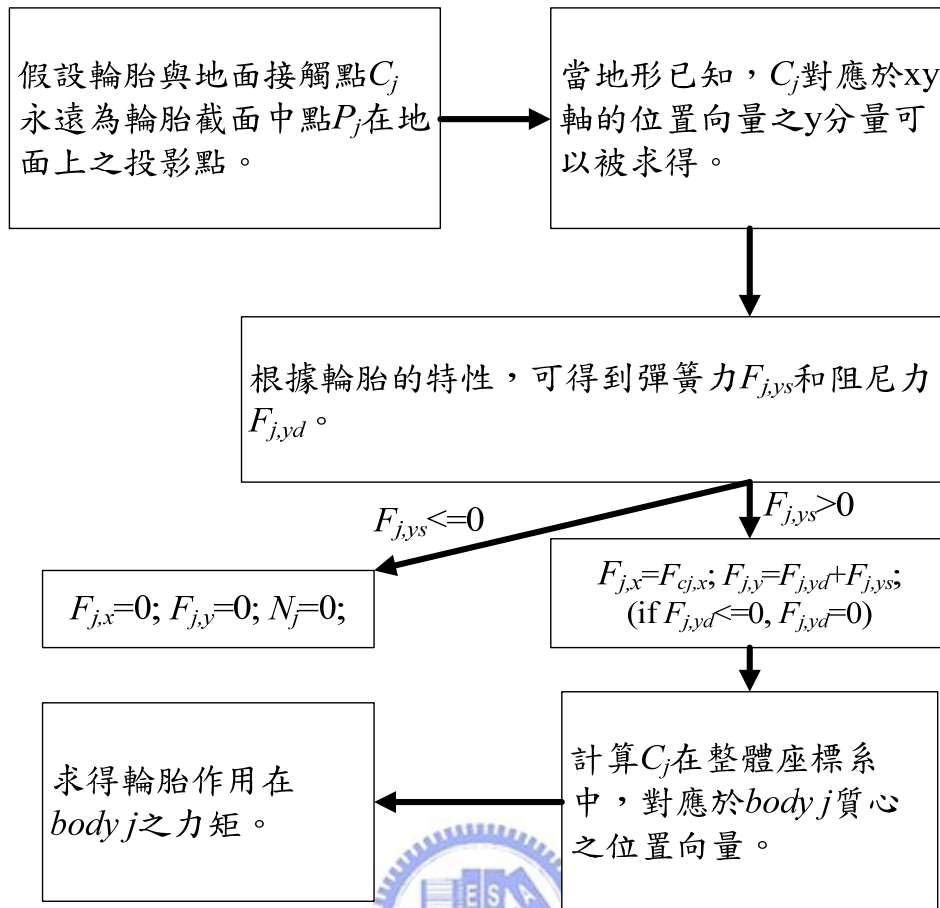 假設輪胎與地面接觸點Cj
永遠為輪胎截面中點Pj在地
面上之投影點。
當地形已知，Cj對應於xy
軸的位置向量之y分量可
以被求得。
根據輪胎的特性，可得到彈簧力Fj,ys和阻尼力
Fj,yd。
Fj,ys<=0
Fj,ys>0
Fj,x=0; Fj,y=0; Nj=0;
Fj,x=Fcj,x; Fj,y=Fj,yd+Fj,ys;
(if Fj,yd<=0, Fj,yd=0)
求得輪胎作用在
body j之力矩。
計算Cj在整體座標系
中，對應於body j質心
之位置向量。
ESA